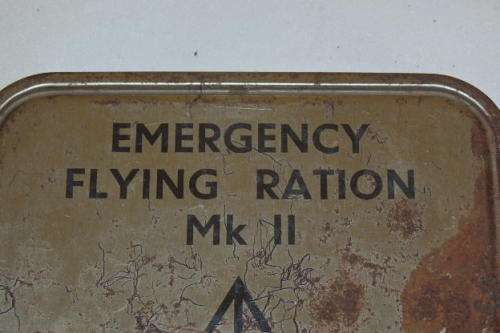 EMERGENCY
FLYING RATION
Mk II